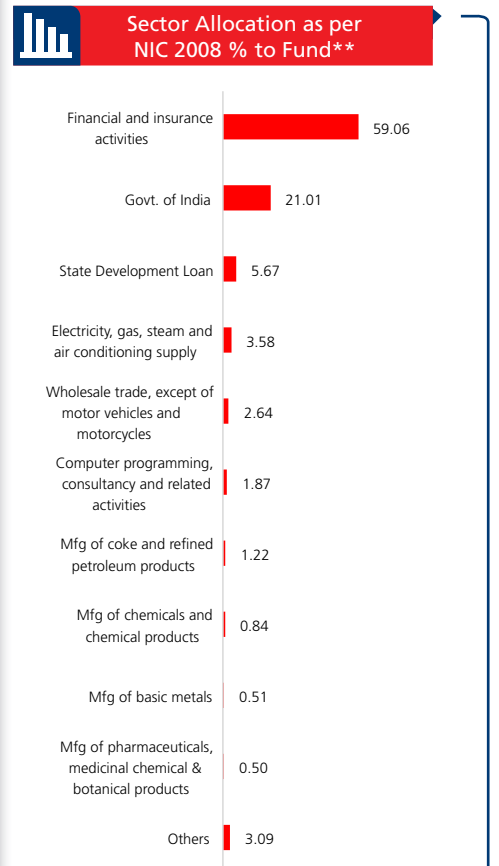 Sector Allocation as per
NIC 2008 % to Fund**
Financial and insurance
activities
59.06
Govt. of India
21.01
State Development Loan
5.67
Electricity, gas, steam and
air conditioning supply
3.58
Wholesale trade, except of
motor vehicles and
motorcycles
2.64
Computer programming,
consultancy and related
activities
1.87
Mfg of coke and refined
petroleum products
1.22
Mfg of chemicals and
chemical products
0.84
Mfg of basic metals
0.51
Mfg of pharmaceuticals,
medicinal chemical &
botanical products
0.50
Others
3.09